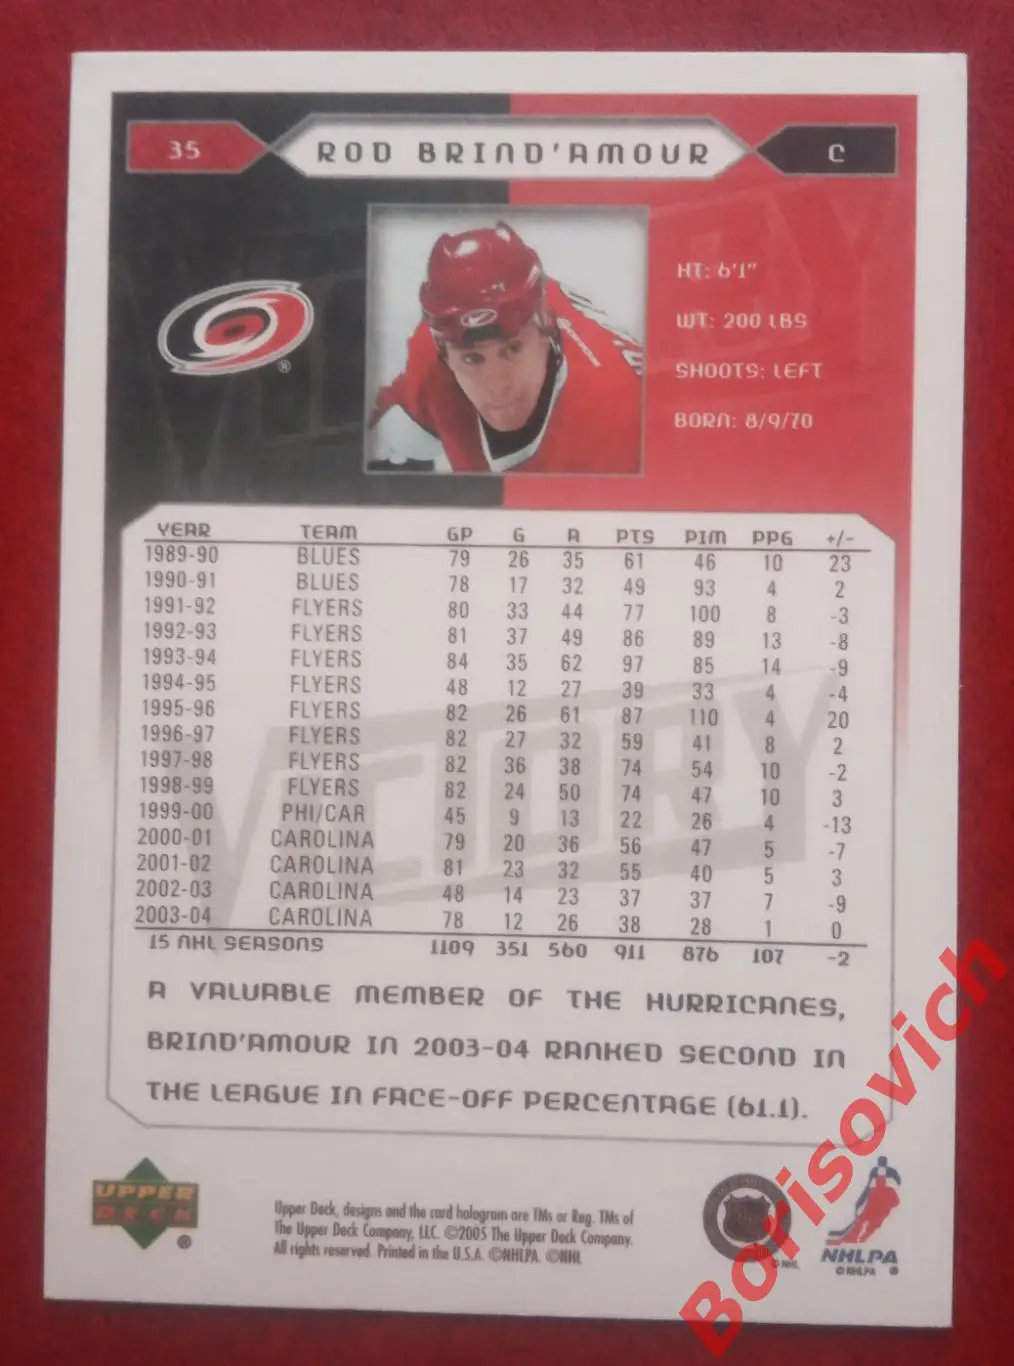 35 ROD BRIND'AMOUR C
HT: 6'1"
WT: 200 LBS
SHOOTS: LEFT
BORN: 8/9/70
®
YEAR TEAM GP G A PTS PIM PPG +/-
1989-90 BLUES 79 26 35 61 46 10 23
1990-91 BLUES 78 17 32 49 93 4 2
1991-92 FLYERS 80 33 44 77 100 8 -3
1992-93 FLYERS 81 37 49 86 89 13 -8
1993-94 FLYERS 84 35 62 97 85 14 -9
1994-95 FLYERS 48 12 27 39 33 4 -4
1995-96 FLYERS 82 26 61 87 110 4 20
1996-97 FLYERS 82 27 32 59 41 8 2
1997-98 FLYERS 82 36 38 74 54 10 -2
1998-99 FLYERS 82 24 50 74 47 10 3
1999-00 PHI/CAR 45 9 13 22 26 4 -13
2000-01 CAROLINA 79 20 36 56 47 5 -7
2001-02 CAROLINA 81 23 32 55 40 5 3
2002-03 CAROLINA 48 14 23 37 37 7 -9
2003-04 CAROLINA 78 12 26 38 28 1 0
15 NHL SEASONS 1109 351 560 911 876 107 -2
VICTORY
A VALUABLE MEMBER OF THE HURRICANES,
BRIND'AMOUR IN 2003-04 RANKED SECOND IN
THE LEAGUE IN FACE-OFF PERCENTAGE (61.1).
UPPER
DECK
®
Upper Deck, designs and the card hologram are TMs or Reg. TMs of
The Upper Deck Company, LLC. ©2005 The Upper Deck Company.
All rights reserved. Printed in the U.S.A. ©NHLPA ©NHL
©NHL
NHLPA
©NHLPA ®
Borisovich